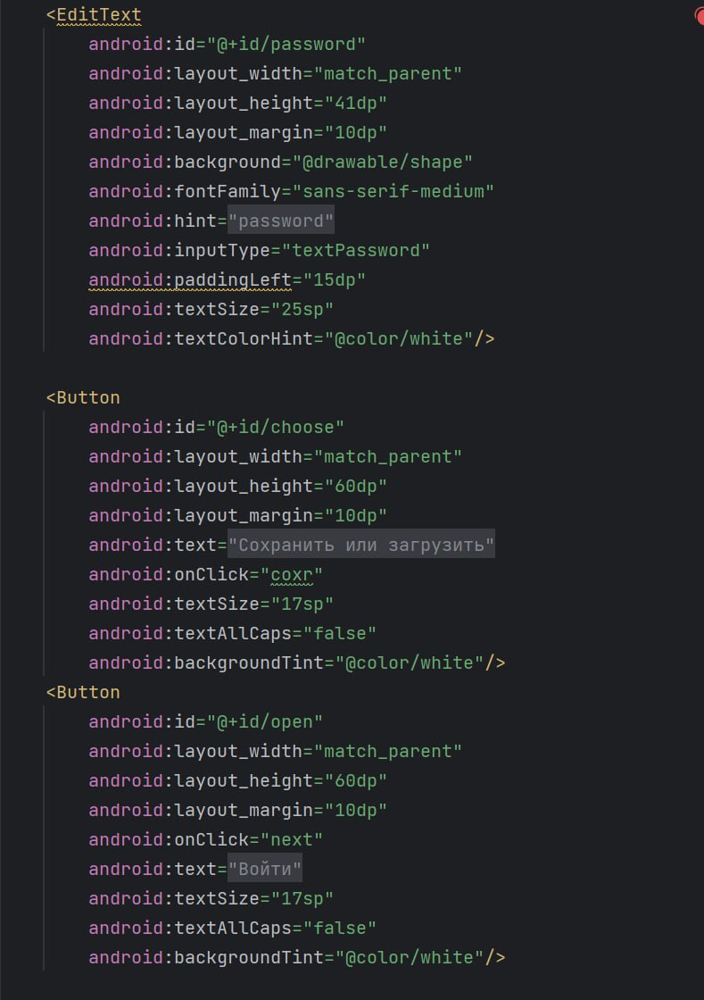 <EditText
android:id="@+id/password"
android:layout_width="match_parent"
android:layout_height="41dp"
android:layout_margin="10dp"
android:background="@drawable/shape"
android:fontFamily="sans-serif-medium"
android:hint="password"
android:inputType="textPassword"
android:paddingLeft="15dp"
android:textSize="25sp"
android:textColorHint="@color/white"/>
<Button
android:id="@+id/choose"
android:layout_width="match_parent"
android:layout_height="60dp"
android:layout_margin="10dp"
android:text="Сохранить или загрузить"
android:onClick="coxr"
android:textSize="17sp"
android:textAllCaps="false"
android:backgroundTint="@color/white"/>
<Button
android:id="@+id/open"
android:layout_width="match_parent"
android:layout_height="60dp"
android:layout_margin="10dp"
android:onClick="next"
android:text="Войти"
android:textSize="17sp"
android:textAllCaps="false"
android:backgroundTint="@color/white"/>